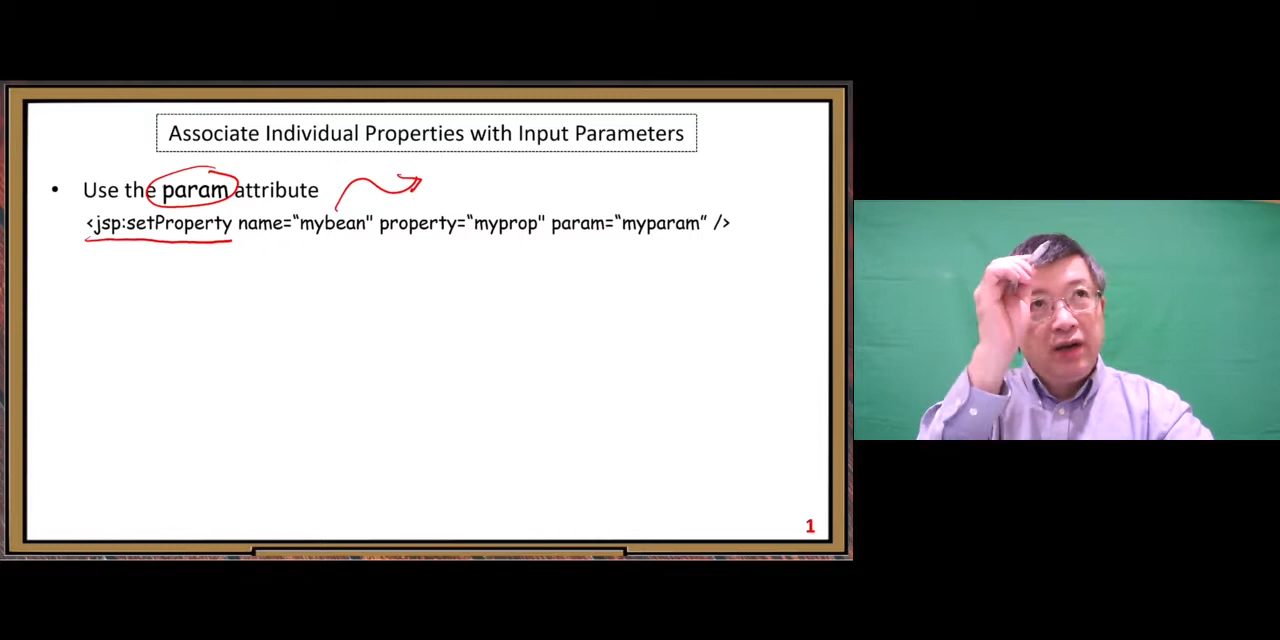 Associate Individual Properties with Input Parameters
• Use the param attribute
<jsp:setProperty name=“mybean" property=“myprop" param=“myparam” />
1